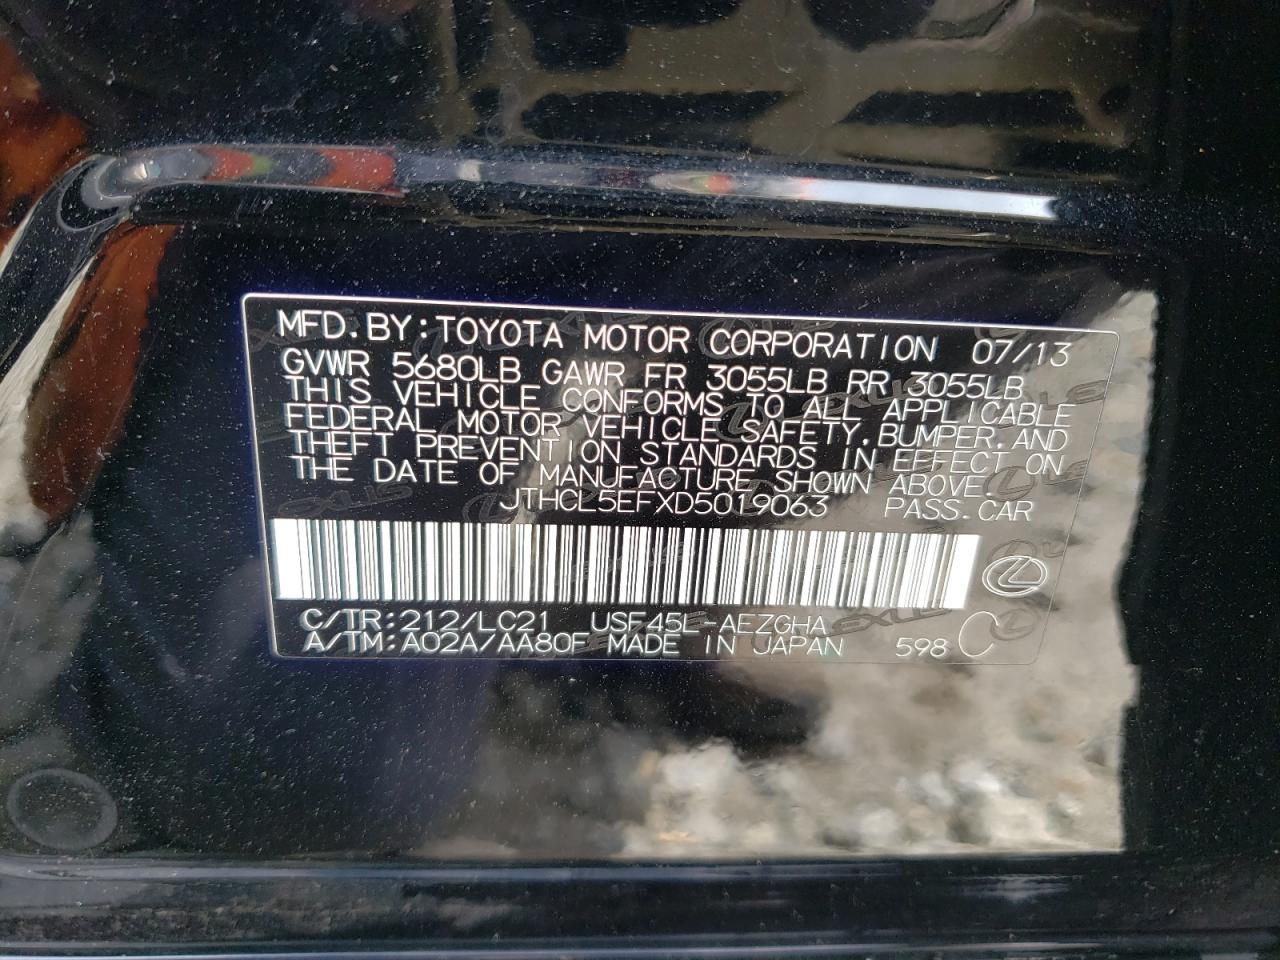 MFD. BY: TOYOTA MOTOR CORPORATION 07/13
GVWR 5680LB GAWR FR 3055LB RR 3055LB
THIS VEHICLE CONFORMS TO ALL APPLICABLE
FEDERAL MOTOR VEHICLE SAFETY, BUMPER, AND
THEFT PREVENTION STANDARDS IN EFFECT ON
THE DATE OF MANUFACTURE SHOWN ABOVE.
JTHCL5EFXD5019063 PASS. CAR
C/TR: 212/LC21 USF45L-AEZGHA
A/TM: A02A/AA80F MADE IN JAPAN 598 C